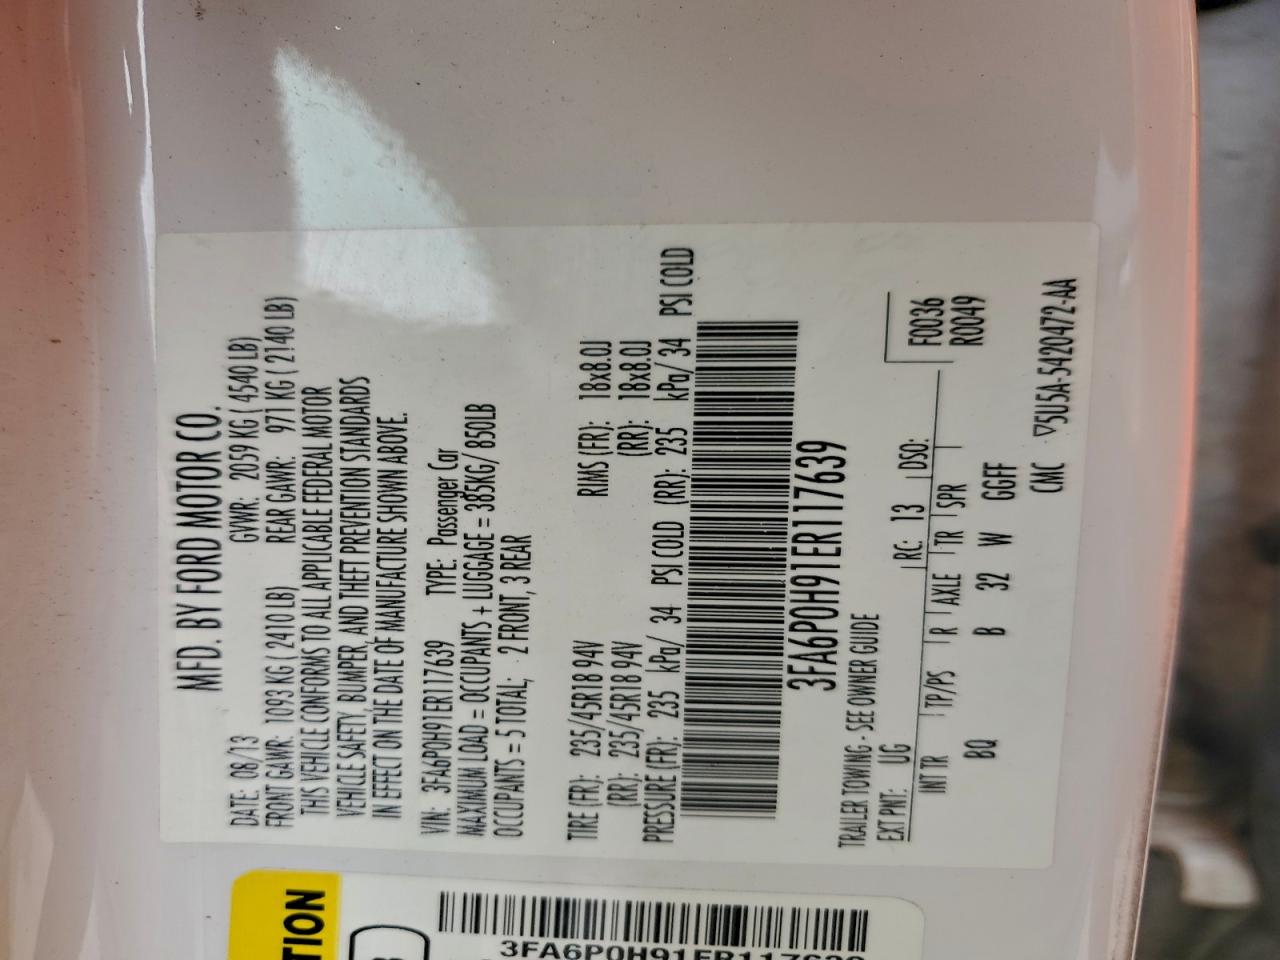 MFD. BY FORD MOTOR CO.
DATE: 08/13 GVWR: 2059 KG ( 4540 LB)
FRONT GAWR: 1093 KG ( 2410 LB) REAR GAWR: 971 KG ( 2140 LB)
THIS VEHICLE CONFORMS TO ALL APPLICABLE FEDERAL MOTOR
VEHICLE SAFETY, BUMPER, AND THEFT PREVENTION STANDARDS
IN EFFECT ON THE DATE OF MANUFACTURE SHOWN ABOVE.
VIN: 3FA6P0H91ER117639 TYPE: Passenger Car
MAXIMUM LOAD = OCCUPANTS + LUGGAGE = 385KG/ 850LB
OCCUPANTS = 5 TOTAL; 2 FRONT, 3 REAR
TIRE (FR): 235/45R18 94V RIMS (FR): 18x8.0J
(RR): 235/45R18 94V (RR): 18x8.0J
PRESSURE (FR): 235 kPa/ 34 PSI COLD (RR): 235 kPa/ 34 PSI COLD
3FA6P0H91ER117639
TRAILER TOWING - SEE OWNER GUIDE
EXT PNT: UG RC: 13 DSO:
F0036
R0049
INT TR TP/PS R AXLE TR SPR
BQ B 32 W GGFF
CMC ▽5U5A-5420472-AA
TION
3FA6P0H91ER117639